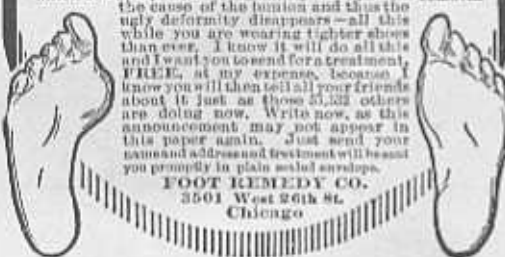 the cause of the bunion and thus the
ugly deformity disappears—all this
while you are wearing tighter shoes
than ever. I know it will do all this
and I want you to send for a treatment,
FREE, at my expense, because I
know you will then tell all your friends
about it just as those others
are doing now. Write now, as this
announcement may not appear in
this paper again. Just send your
name and address and treatment will be sent
you promptly in plain sealed envelope.
FOOT REMEDY CO.
3501 West 26th St.
Chicago